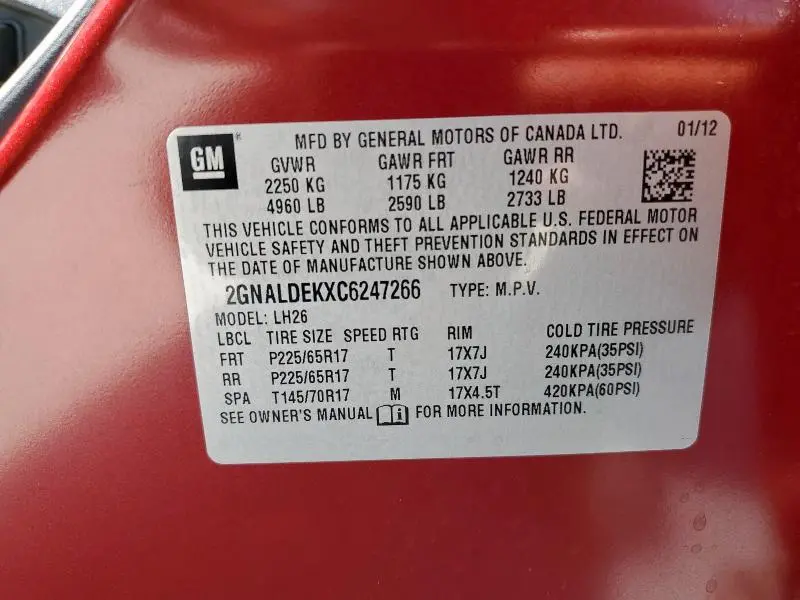 GM
MFD BY GENERAL MOTORS OF CANADA LTD. 01/12
GVWR GAWR FRT GAWR RR
2250 KG 1175 KG 1240 KG
4960 LB 2590 LB 2733 LB
THIS VEHICLE CONFORMS TO ALL APPLICABLE U.S. FEDERAL MOTOR
VEHICLE SAFETY AND THEFT PREVENTION STANDARDS IN EFFECT ON
THE DATE OF MANUFACTURE SHOWN ABOVE.
2GNALDEKXC6247266 TYPE: M.P.V.
MODEL: LH26
LBCL TIRE SIZE SPEED RTG RIM COLD TIRE PRESSURE
FRT P225/65R17 T 17X7J 240KPA(35PSI)
RR P225/65R17 T 17X7J 240KPA(35PSI)
SPA T145/70R17 M 17X4.5T 420KPA(60PSI)
SEE OWNER'S MANUAL FOR MORE INFORMATION.